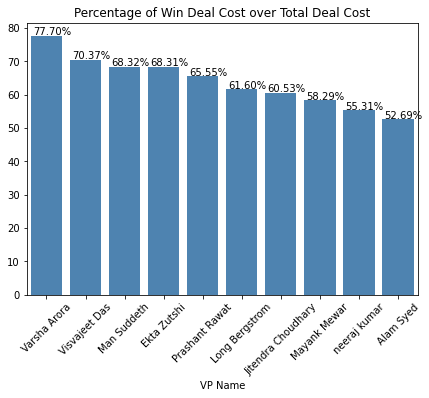 Percentage of Win Deal Cost over Total Deal Cost
80
70
60
50
40
30
20
10
0
77.70%
70.37%
68.32%
68.31%
65.55%
61.60%
60.53%
58.29%
55.31%
52.69%
Varsha Arora
Visvajeet Das
Man Suddeth
Ekta Zutshi
Prashant Rawat
Long Bergstrom
Jitendra Choudhary
Mayank Mewar
neeraj kumar
Alam Syed
VP Name